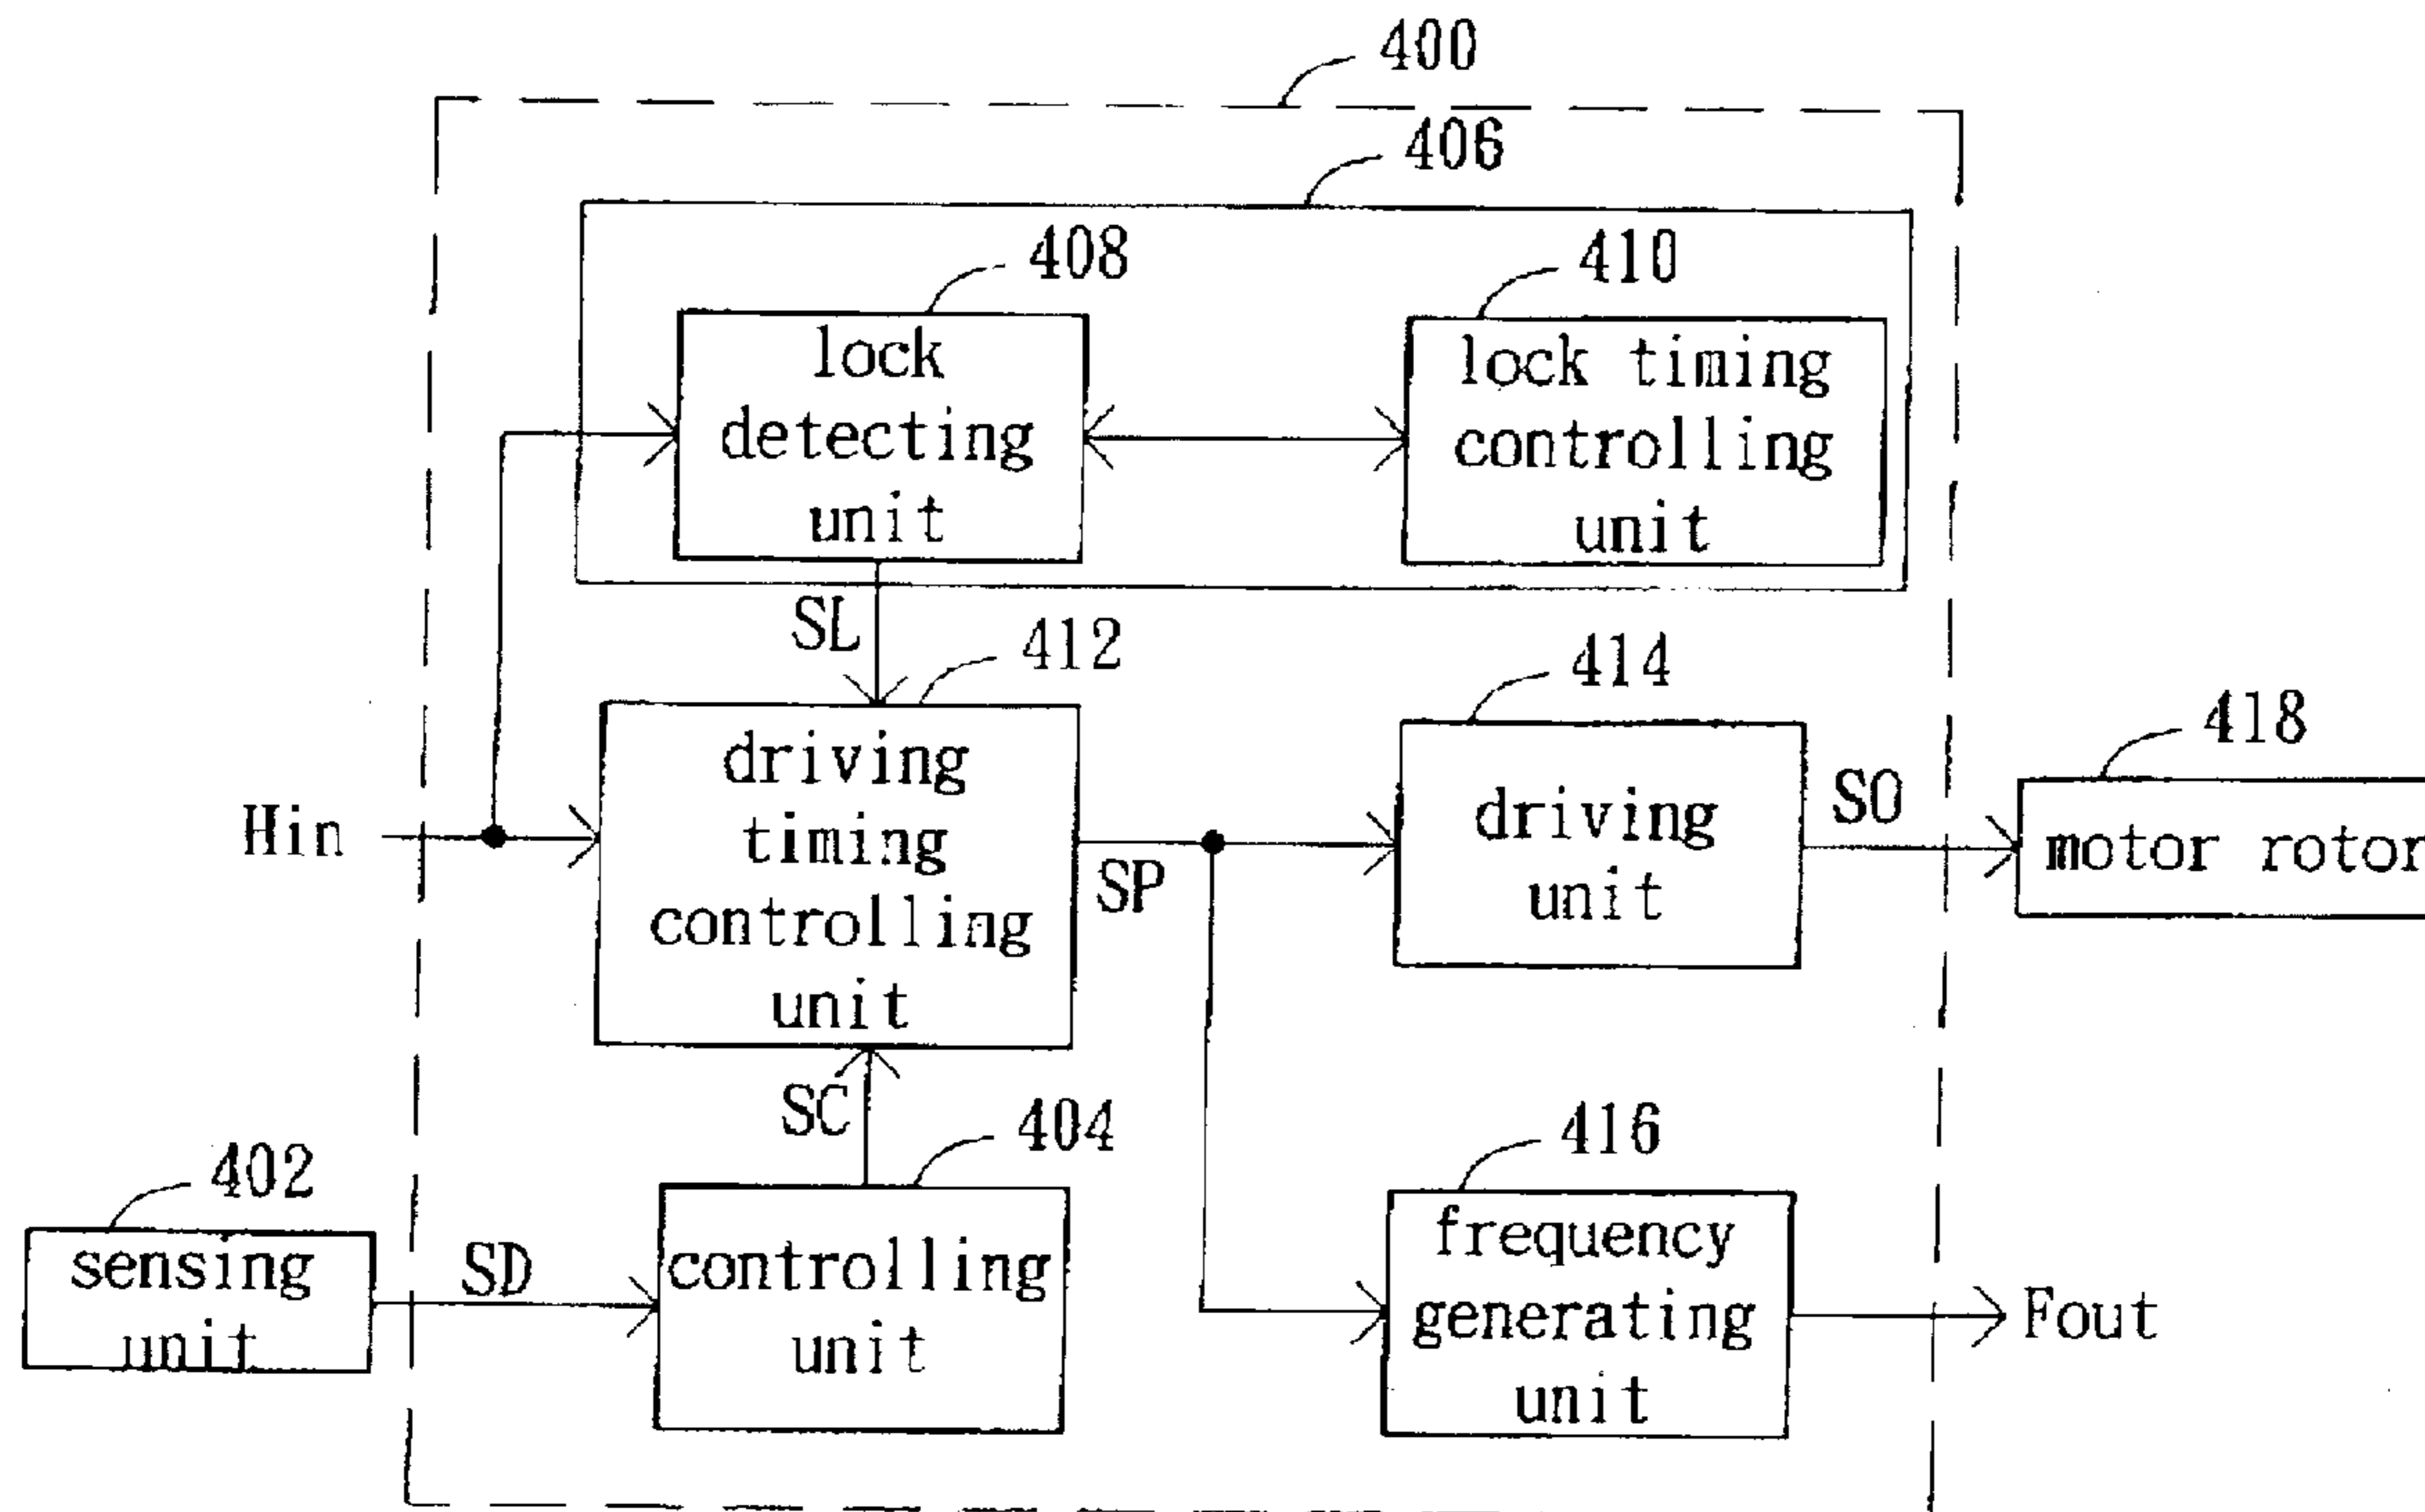 400
406
408
410
lock
detecting
unit
lock timing
controlling
unit
SL
412
414
418
driving
timing
controlling
unit
driving
unit
SO
motor rotor
Hin
SP
SC
404
416
402
sensing
unit
SD
controlling
unit
frequency
generating
unit
Fout